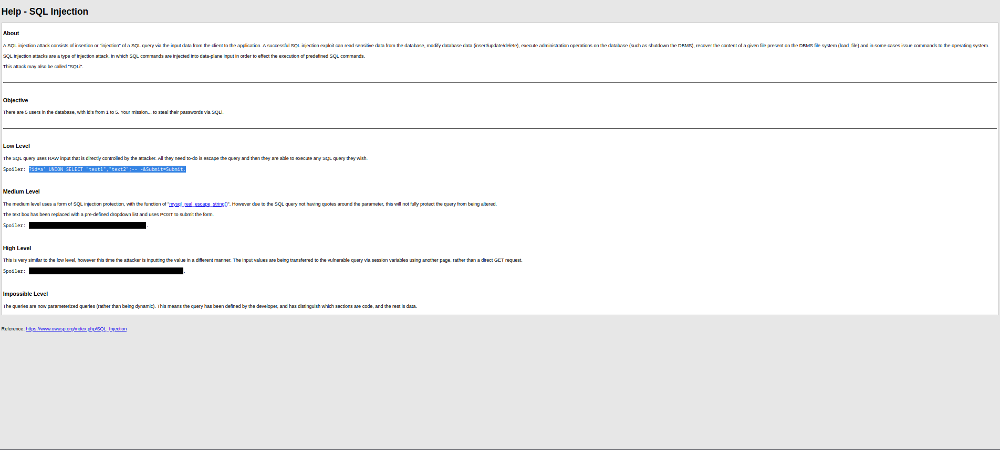 Help - SQL Injection
About
A SQL injection attack consists of insertion or "injection" of a SQL query via the input data from the client to the application. A successful SQL injection exploit can read sensitive data from the database, modify database data (insert/update/delete), execute administration operations on the database (such as shutdown the DBMS), recover the content of a given file present on the DBMS file system (load_file) and in some cases issue commands to the operating system.
SQL injection attacks are a type of injection attack, in which SQL commands are injected into data-plane input in order to effect the execution of predefined SQL commands.
This attack may also be called "SQLi".
Objective
There are 5 users in the database, with id's from 1 to 5. Your mission... to steal their passwords via SQLi.
Low Level
The SQL query uses RAW input that is directly controlled by the attacker. All they need to-do is escape the query and then they are able to execute any SQL query they wish.
Spoiler: ?id=a' UNION SELECT "text1","text2";-- -&Submit=Submit.
Medium Level
The medium level uses a form of SQL injection protection, with the function of "mysql_real_escape_string()". However due to the SQL query not having quotes around the parameter, this will not fully protect the query from being altered.
The text box has been replaced with a pre-defined dropdown list and uses POST to submit the form.
Spoiler: .
High Level
This is very similar to the low level, however this time the attacker is inputting the value in a different manner. The input values are being transferred to the vulnerable query via session variables using another page, rather than a direct GET request.
Spoiler: .
Impossible Level
The queries are now parameterized queries (rather than being dynamic). This means the query has been defined by the developer, and has distinguish which sections are code, and the rest is data.
Reference: https://www.owasp.org/index.php/SQL_Injection